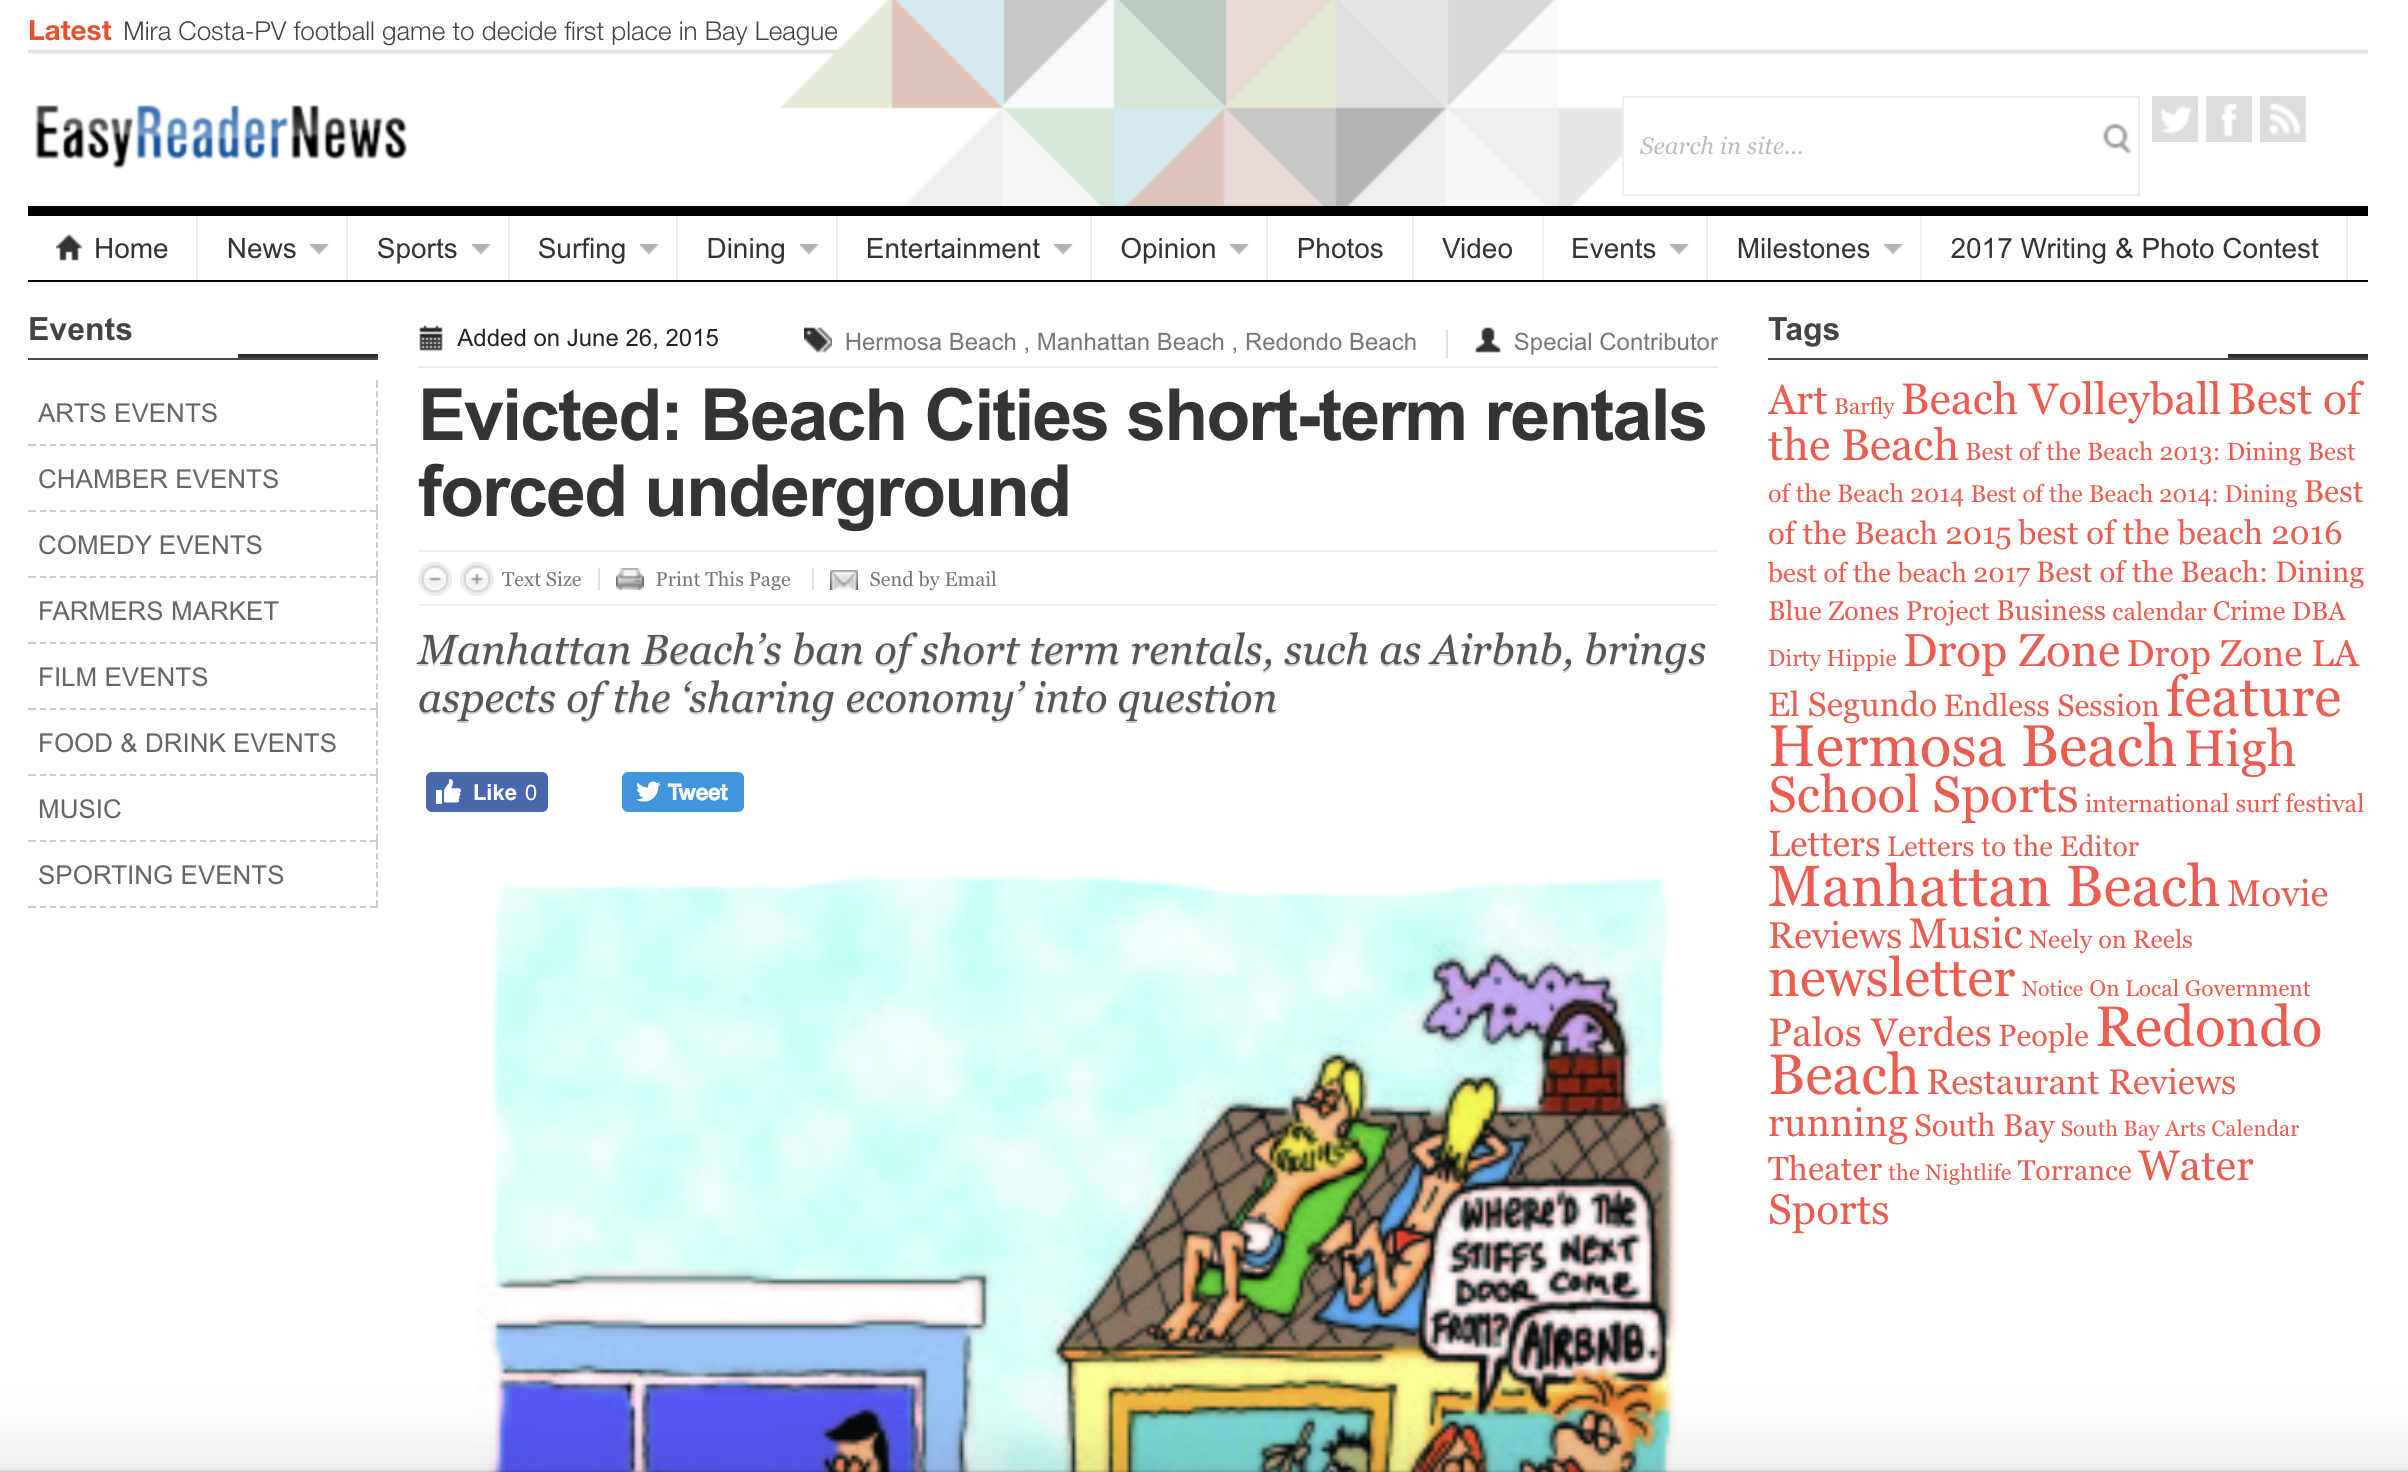 Latest Mira Costa-PV football game to decide first place in Bay League
EasyReaderNews
Search in site...
Home News Sports Surfing Dining Entertainment Opinion Photos Video Events Milestones 2017 Writing & Photo Contest
Events
ARTS EVENTS
CHAMBER EVENTS
COMEDY EVENTS
FARMERS MARKET
FILM EVENTS
FOOD & DRINK EVENTS
MUSIC
SPORTING EVENTS
Added on June 26, 2015 Hermosa Beach , Manhattan Beach , Redondo Beach Special Contributor
Evicted: Beach Cities short-term rentals
forced underground
Text Size Print This Page Send by Email
Manhattan Beach’s ban of short term rentals, such as Airbnb, brings
aspects of the ‘sharing economy’ into question
Like 0 Tweet
WHERE'D THE
STIFFS NEXT
DOOR COME
FROM?
AIRBNB.
Tags
Art Barfly Beach Volleyball Best of
the Beach Best of the Beach 2013: Dining Best
of the Beach 2014 Best of the Beach 2014: Dining Best
of the Beach 2015 best of the beach 2016
best of the beach 2017 Best of the Beach: Dining
Blue Zones Project Business calendar Crime DBA
Dirty Hippie Drop Zone Drop Zone LA
El Segundo Endless Session feature
Hermosa Beach High
School Sports international surf festival
Letters Letters to the Editor
Manhattan Beach Movie
Reviews Music Neely on Reels
newsletter Notice On Local Government
Palos Verdes People Redondo
Beach Restaurant Reviews
running South Bay South Bay Arts Calendar
Theater the Nightlife Torrance Water
Sports